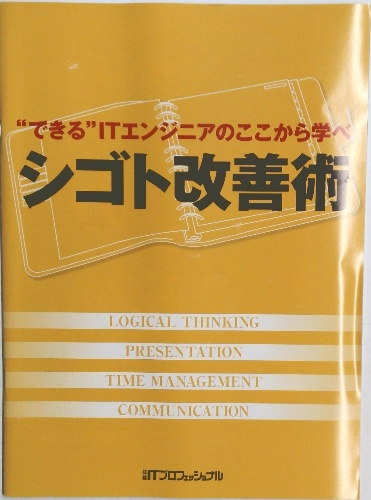 “できる”ITエンジニアのここから学べ
シゴト改善術
LOGICAL THINKING
PRESENTATION
TIME MANAGEMENT
COMMUNICATION
日経ITプロフェッショナル